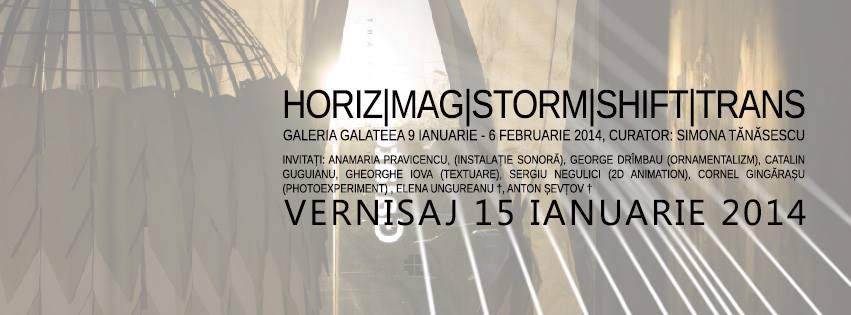 HORIZ|MAG|STORM|SHIFT|TRANS
GALERIA GALATEEA 9 IANUARIE - 6 FEBRUARIE 2014, CURATOR: SIMONA TĂNĂSESCU
INVITAȚI: ANAMARIA PRAVICENCU, (INSTALAȚIE SONORĂ), GEORGE DRÎMBAU (ORNAMENTALIZM), CATALIN
GUGUIANU, GHEORGHE IOVA (TEXTUARE), SERGIU NEGULICI (2D ANIMATION), CORNEL GINGĂRAȘU
(PHOTOEXPERIMENT) , ELENA UNGUREANU †, ANTON ȘEVȚOV †
VERNISAJ 15 IANUARIE 2014